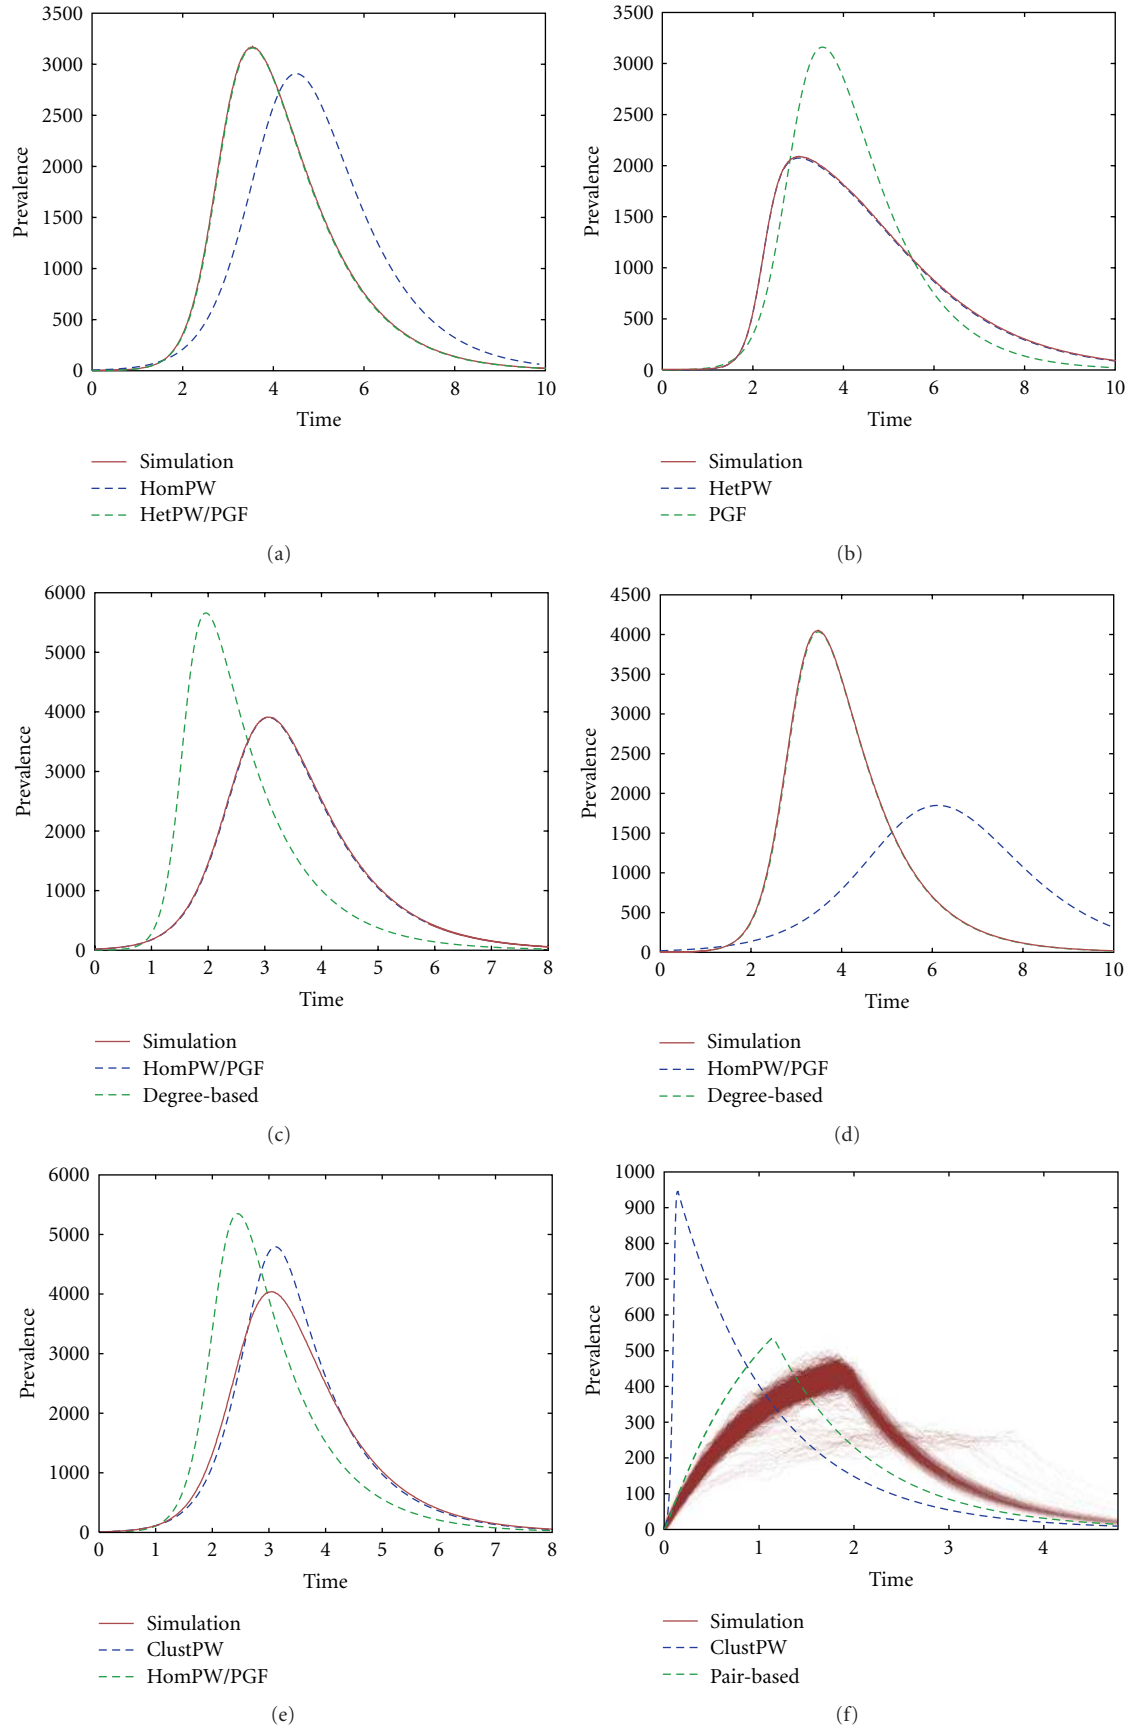 3500
3000
2500
2000
1500
1000
500
0
Prevalence
0 2 4 6 8 10
Time
Simulation
HomPW
HetPW/PGF
(a)
3500
3000
2500
2000
1500
1000
500
0
Prevalence
0 2 4 6 8 10
Time
Simulation
HetPW
PGF
(b)
6000
5000
4000
3000
2000
1000
0
Prevalence
0 1 2 3 4 5 6 7 8
Time
Simulation
HomPW/PGF
Degree-based
(c)
4500
4000
3500
3000
2500
2000
1500
1000
500
0
Prevalence
0 2 4 6 8 10
Time
Simulation
HomPW/PGF
Degree-based
(d)
6000
5000
4000
3000
2000
1000
0
Prevalence
0 1 2 3 4 5 6 7 8
Time
Simulation
ClustPW
HomPW/PGF
(e)
1000
900
800
700
600
500
400
300
200
100
0
Prevalence
0 1 2 3 4
Time
Simulation
ClustPW
Pair-based
(f)